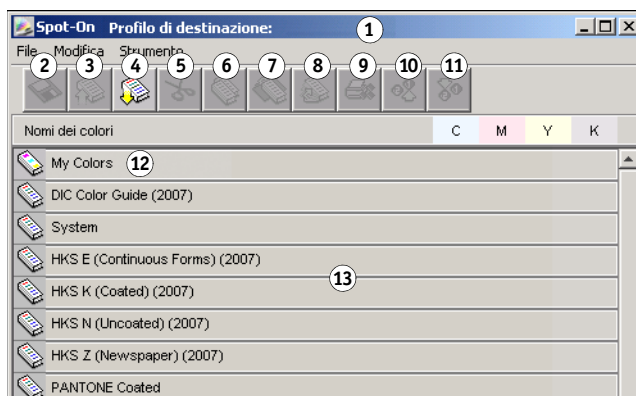 Spot-On Profilo di destinazione: 1
File Modifica Strumento
2 3 4 5 6 7 8 9 10 11
Nomi dei colori C M Y K
My Colors 12
DIC Color Guide (2007)
System
HKS E (Continuous Forms) (2007)
13
HKS K (Coated) (2007)
HKS N (Uncoated) (2007)
HKS Z (Newspaper) (2007)
PANTONE Coated